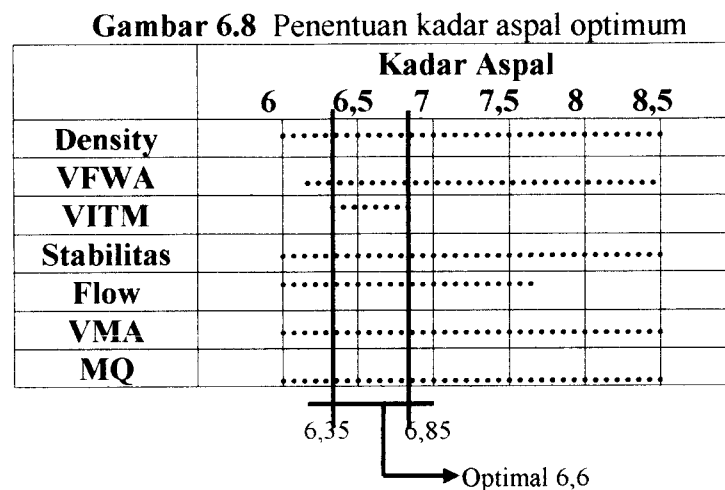 Gambar 6.8 Penentuan kadar aspal optimum
Kadar Aspal
6 6,5 7 7,5 8 8,5
Density
VFWA
VITM
Stabilitas
Flow
VMA
MQ
6,35 6,85
Optimal 6,6